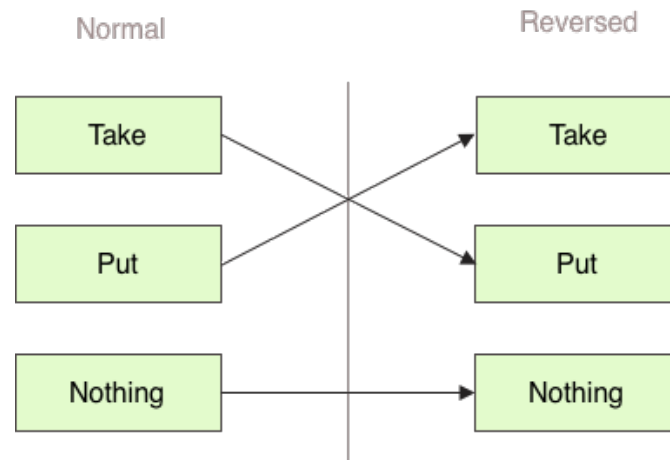 Normal
Reversed
Take
Take
Put
Put
Nothing
Nothing